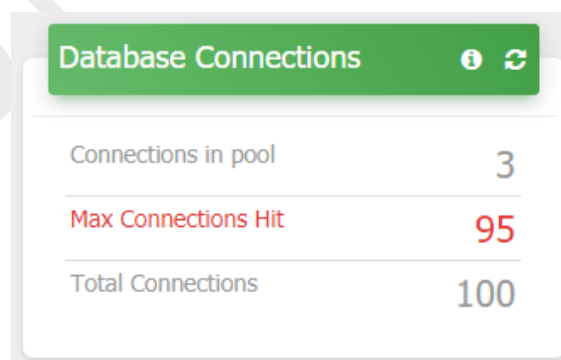 Database Connections
Connections in pool 3
Max Connections Hit 95
Total Connections 100